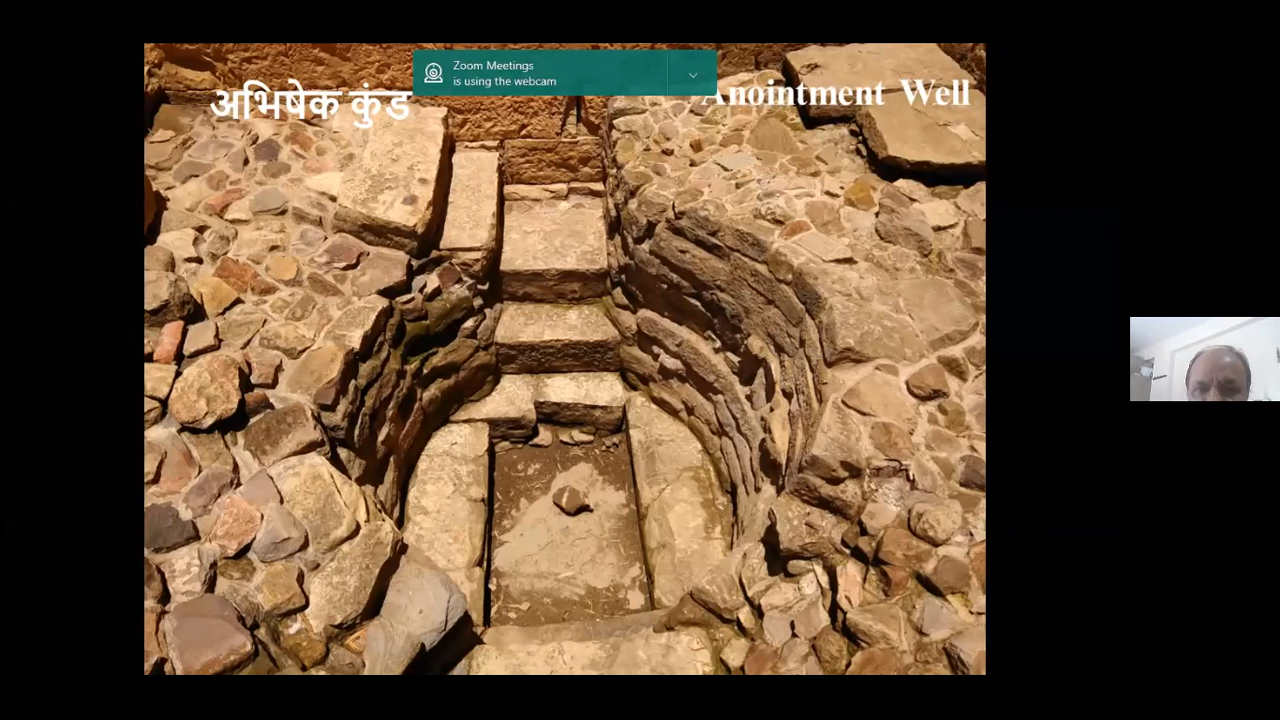 Zoom Meetings
is using the webcam
अभिषेक कुंड
Anointment Well